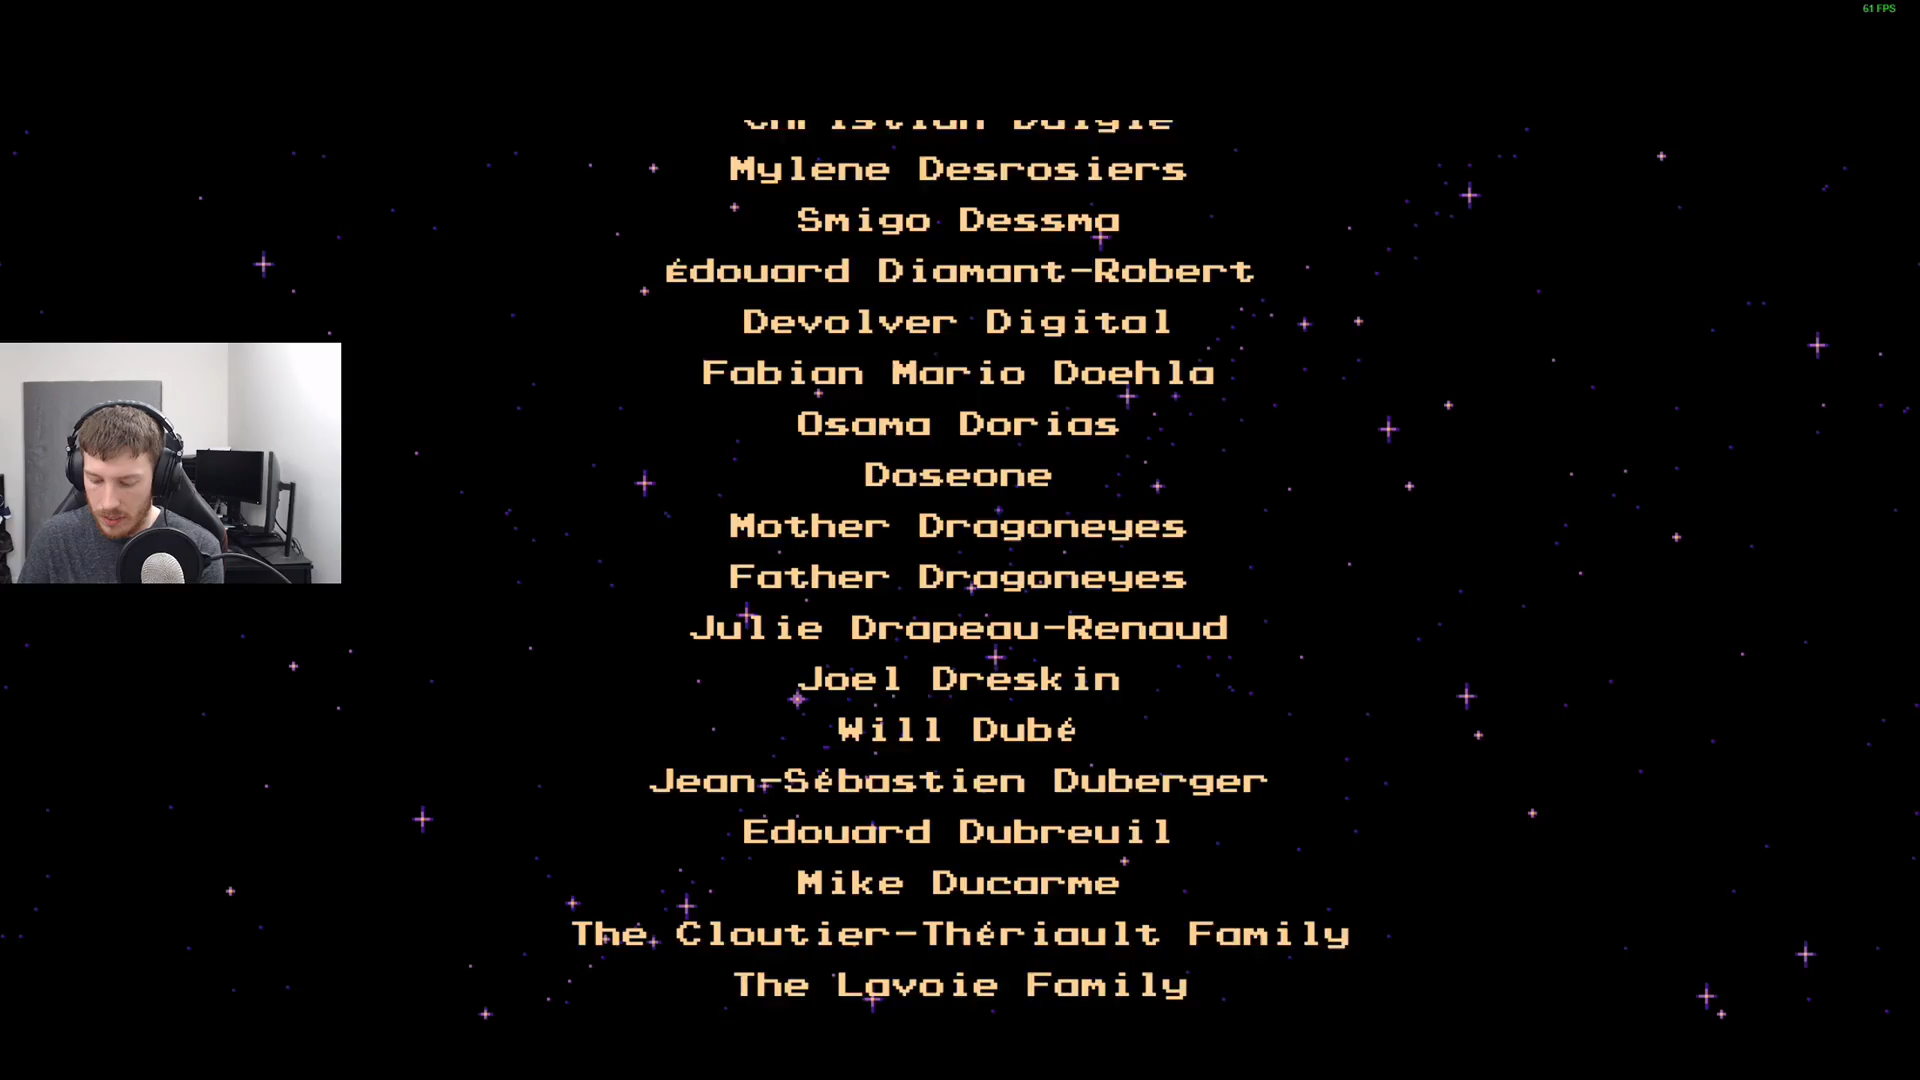 61 FPS
Christian Daigle
Mylene Desrosiers
Smigo Dessma
Édouard Diamant-Robert
Devolver Digital
Fabian Mario Doehla
Osama Dorias
Doseone
Mother Dragoneyes
Father Dragoneyes
Julie Drapeau-Renaud
Joel Dreskin
Will Dubé
Jean-Sébastien Duberger
Edouard Dubreuil
Mike Ducarme
The Cloutier-Thériault Family
The Lavoie Family